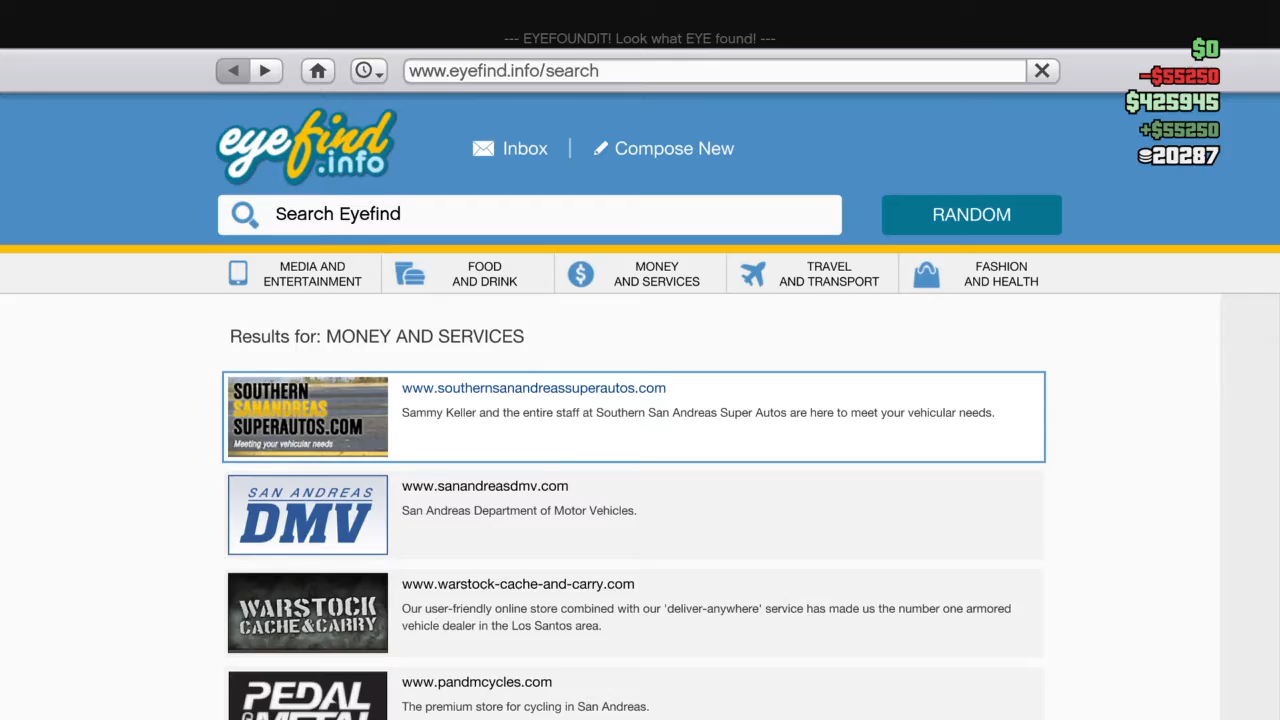 --- EYEFOUNDIT! Look what EYE found! ---
$0
www.eyefind.info/search
-$55250
$425945
+$55250
20287
eyefind
.info
Inbox
Compose New
Search Eyefind
RANDOM
MEDIA AND
ENTERTAINMENT
FOOD
AND DRINK
MONEY
AND SERVICES
TRAVEL
AND TRANSPORT
FASHION
AND HEALTH
Results for: MONEY AND SERVICES
SOUTHERN
SANANDREAS
SUPERAUTOS.COM
Meeting your vehicular needs
www.southernsanandreassuperautos.com
Sammy Keller and the entire staff at Southern San Andreas Super Autos are here to meet your vehicular needs.
SAN ANDREAS
DMV
www.sanandreasdmv.com
San Andreas Department of Motor Vehicles.
WARSTOCK
CACHE&CARRY
www.warstock-cache-and-carry.com
Our user-friendly online store combined with our 'deliver-anywhere' service has made us the number one armored
vehicle dealer in the Los Santos area.
PEDAL
&METAL
www.pandmcycles.com
The premium store for cycling in San Andreas.